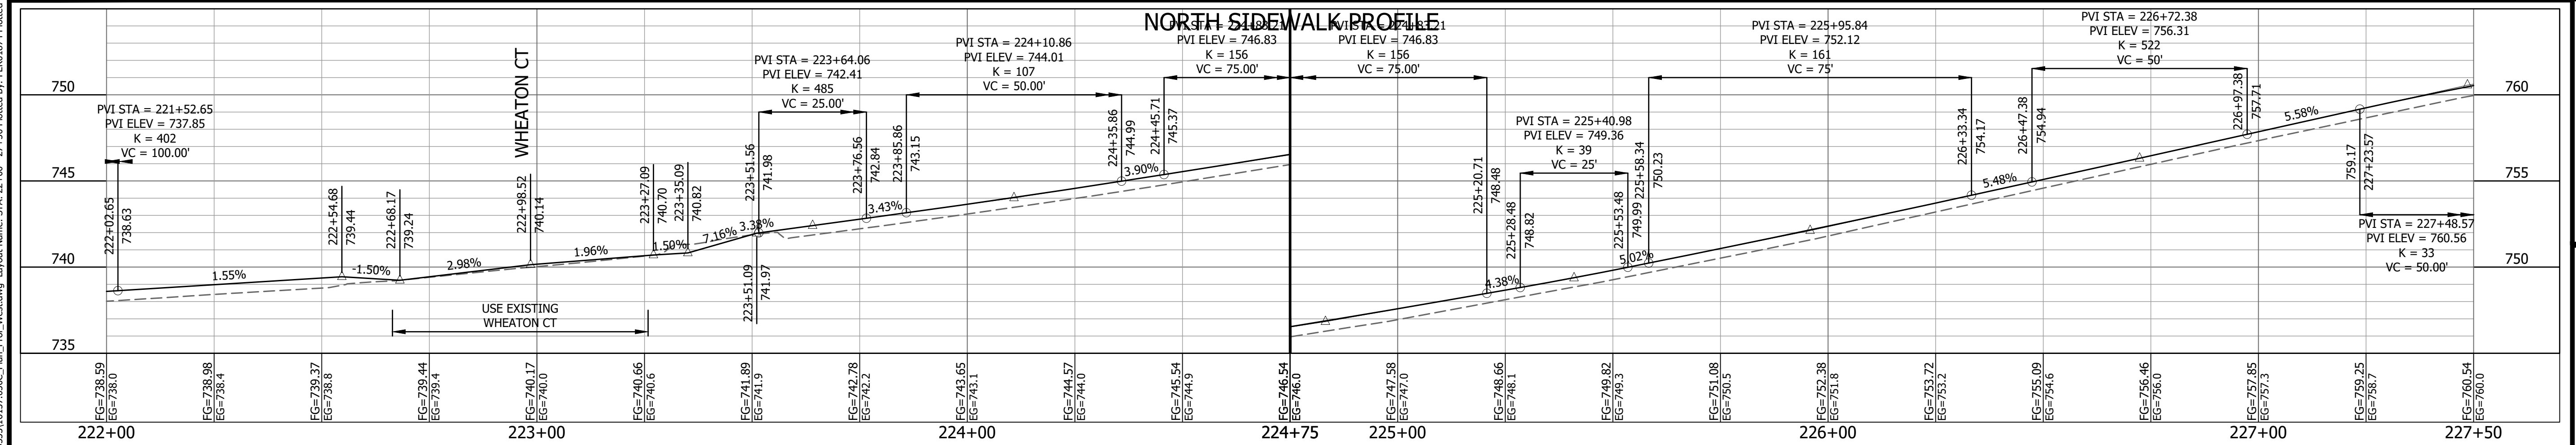 NORTH SIDEWALK PROFILE
PVI STA = 221+52.65
PVI ELEV = 737.85
K = 402
VC = 100.00'
WHEATON CT
PVI STA = 223+64.06
PVI ELEV = 742.41
K = 485
VC = 25.00'
PVI STA = 224+10.86
PVI ELEV = 744.01
K = 107
VC = 50.00'
PVI STA = 224+83.21
PVI ELEV = 746.83
K = 156
VC = 75.00'
PVI STA = 224+83.21
PVI ELEV = 746.83
K = 156
VC = 75.00'
PVI STA = 225+40.98
PVI ELEV = 749.36
K = 39
VC = 25'
PVI STA = 225+95.84
PVI ELEV = 752.12
K = 161
VC = 75'
PVI STA = 226+72.38
PVI ELEV = 756.31
K = 522
VC = 50'
PVI STA = 227+48.57
PVI ELEV = 760.56
K = 33
VC = 50.00'
750
745
740
735
760
755
750
222+02.65
738.63
222+54.68
739.44
222+68.17
739.24
222+98.52
740.14
223+27.09
740.70
223+35.09
740.82
223+51.56
741.98
223+51.09
741.97
223+76.56
742.84
223+85.86
743.15
224+35.86
744.99
224+45.71
745.37
225+20.71
748.48
225+28.48
748.82
225+53.48
749.99
225+58.34
750.23
226+33.34
754.17
226+47.38
754.94
226+97.38
757.71
759.17
227+23.57
1.55%
-1.50%
2.98%
1.96%
1.50%
7.16%
3.38%
3.43%
3.90%
4.38%
5.02%
5.48%
5.58%
USE EXISTING
WHEATON CT
FG=738.59
EG=738.0
FG=738.98
EG=738.4
FG=739.37
EG=738.8
FG=739.44
EG=739.4
FG=740.17
EG=740.0
FG=740.66
EG=740.6
FG=741.89
EG=741.9
FG=742.78
EG=742.2
FG=743.65
EG=743.1
FG=744.57
EG=744.0
FG=745.54
EG=744.9
FG=746.54
EG=746.0
FG=747.58
EG=747.0
FG=748.66
EG=748.1
FG=749.82
EG=749.3
FG=751.08
EG=750.5
FG=752.38
EG=751.8
FG=753.72
EG=753.2
FG=755.09
EG=754.6
FG=756.46
EG=756.0
FG=757.85
EG=757.3
FG=759.25
EG=758.7
FG=760.54
EG=760.0
222+00
223+00
224+00
224+75
225+00
226+00
227+00
227+50